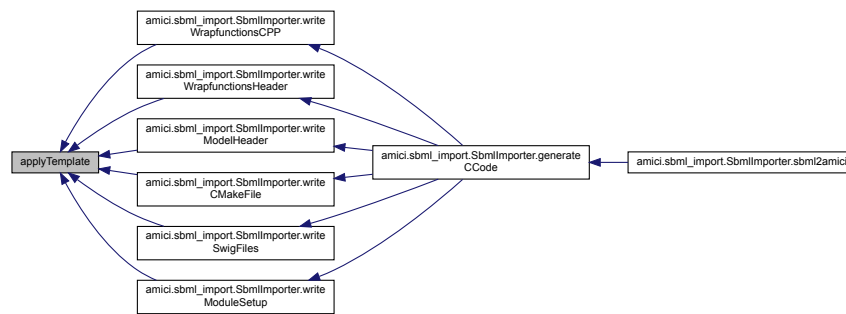 amici.sbml_import.SbmlImporter.write
WrapfunctionsCPP
amici.sbml_import.SbmlImporter.write
WrapfunctionsHeader
amici.sbml_import.SbmlImporter.write
ModelHeader
applyTemplate
amici.sbml_import.SbmlImporter.generate
CCode
amici.sbml_import.SbmlImporter.sbml2amici
amici.sbml_import.SbmlImporter.write
CMakeFile
amici.sbml_import.SbmlImporter.write
SwigFiles
amici.sbml_import.SbmlImporter.write
ModuleSetup